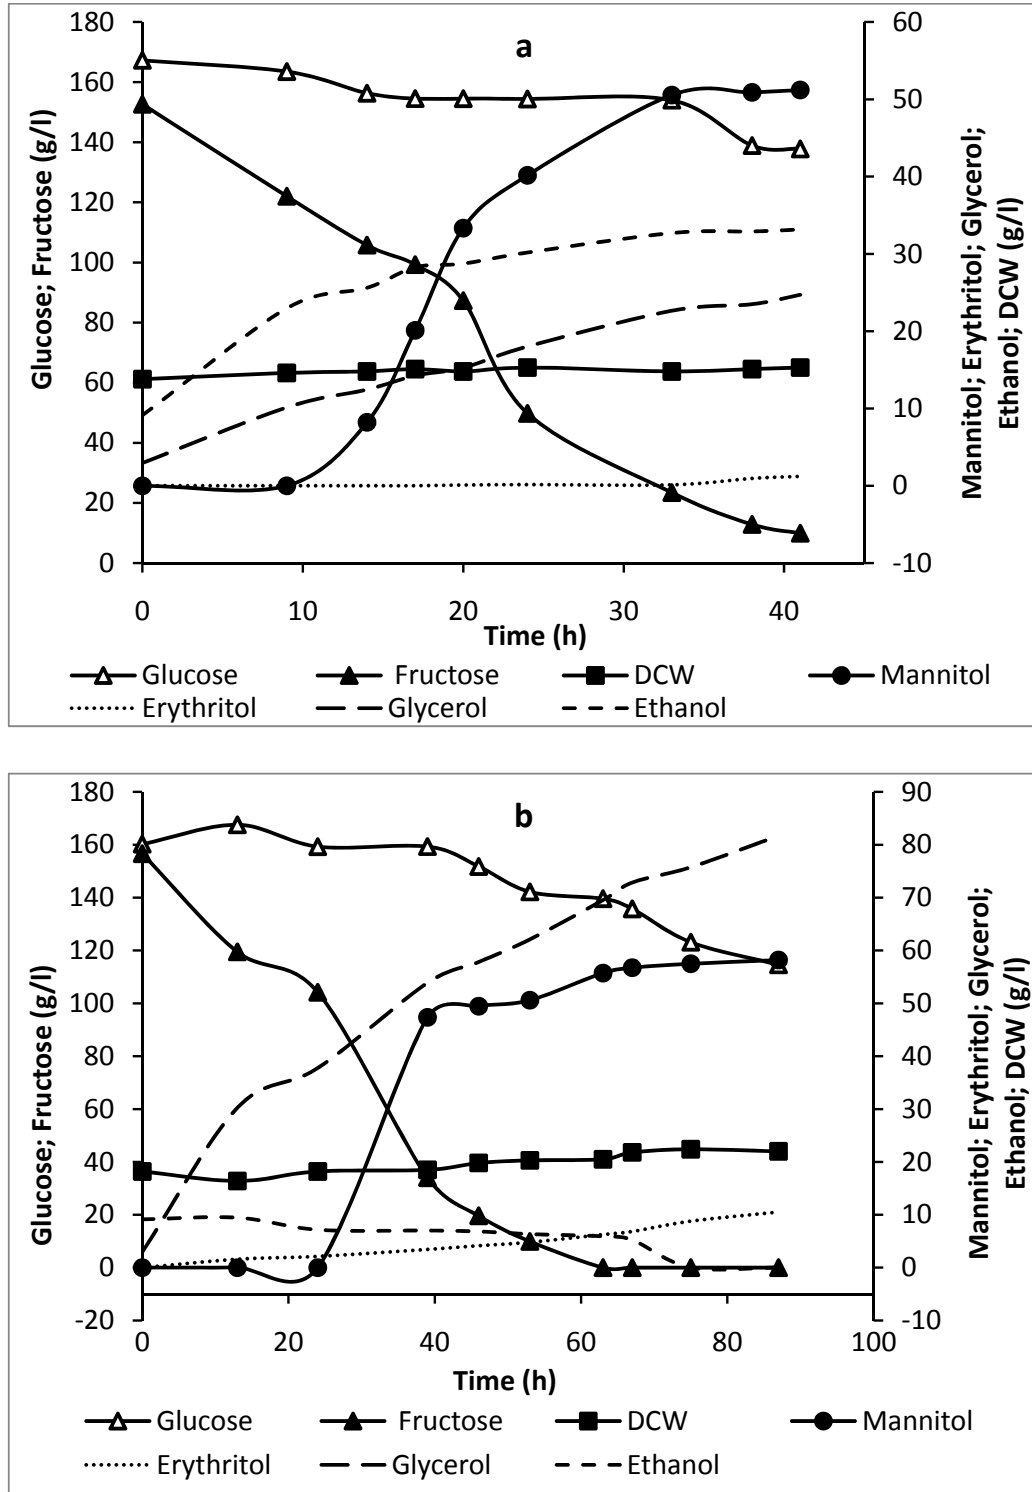 a
180
160
140
120
100
80
60
40
20
0
Glucose; Fructose (g/l)
60
50
40
30
20
10
0
-10
Mannitol; Erythritol; Glycerol;
Ethanol; DCW (g/l)
0 10 20 30 40
Time (h)
Glucose Fructose DCW Mannitol
Erythritol Glycerol Ethanol
b
180
160
140
120
100
80
60
40
20
0
-20
Glucose; Fructose (g/l)
90
80
70
60
50
40
30
20
10
0
-10
Mannitol; Erythritol; Glycerol;
Ethanol; DCW (g/l)
0 20 40 60 80 100
Time (h)
Glucose Fructose DCW Mannitol
Erythritol Glycerol Ethanol